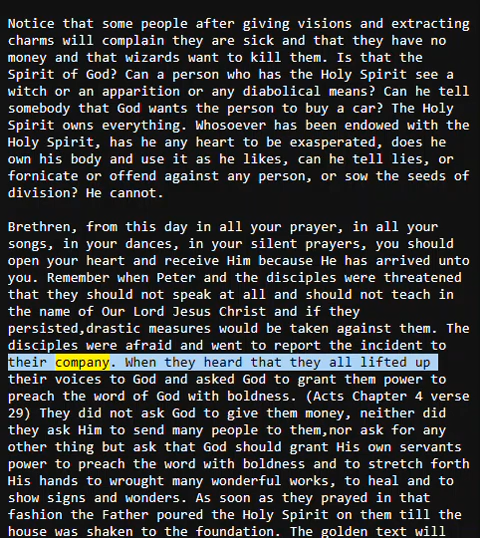 Notice that some people after giving visions and extracting
charms will complain they are sick and that they have no
money and that wizards want to kill them. Is that the
Spirit of God? Can a person who has the Holy Spirit see a
witch or an apparition or any diabolical means? Can he tell
somebody that God wants the person to buy a car? The Holy
Spirit owns everything. Whosoever has been endowed with the
Holy Spirit, has he any heart to be exasperated, does he
own his body and use it as he likes, can he tell lies, or
fornicate or offend against any person, or sow the seeds of
division? He cannot.
Brethren, from this day in all your prayer, in all your
songs, in your dances, in your silent prayers, you should
open your heart and receive Him because He has arrived unto
you. Remember when Peter and the disciples were threatened
that they should not speak at all and should not teach in
the name of Our Lord Jesus Christ and if they
persisted,drastic measures would be taken against them. The
disciples were afraid and went to report the incident to
their company. When they heard that they all lifted up
their voices to God and asked God to grant them power to
preach the word of God with boldness. (Acts Chapter 4 verse
29) They did not ask God to give them money, neither did
they ask Him to send many people to them,nor ask for any
other thing but ask that God should grant His own servants
power to preach the word with boldness and to stretch forth
His hands to wrought many wonderful works, to heal and to
show signs and wonders. As soon as they prayed in that
fashion the Father poured the Holy Spirit on them till the
house was shaken to the foundation. The golden text will